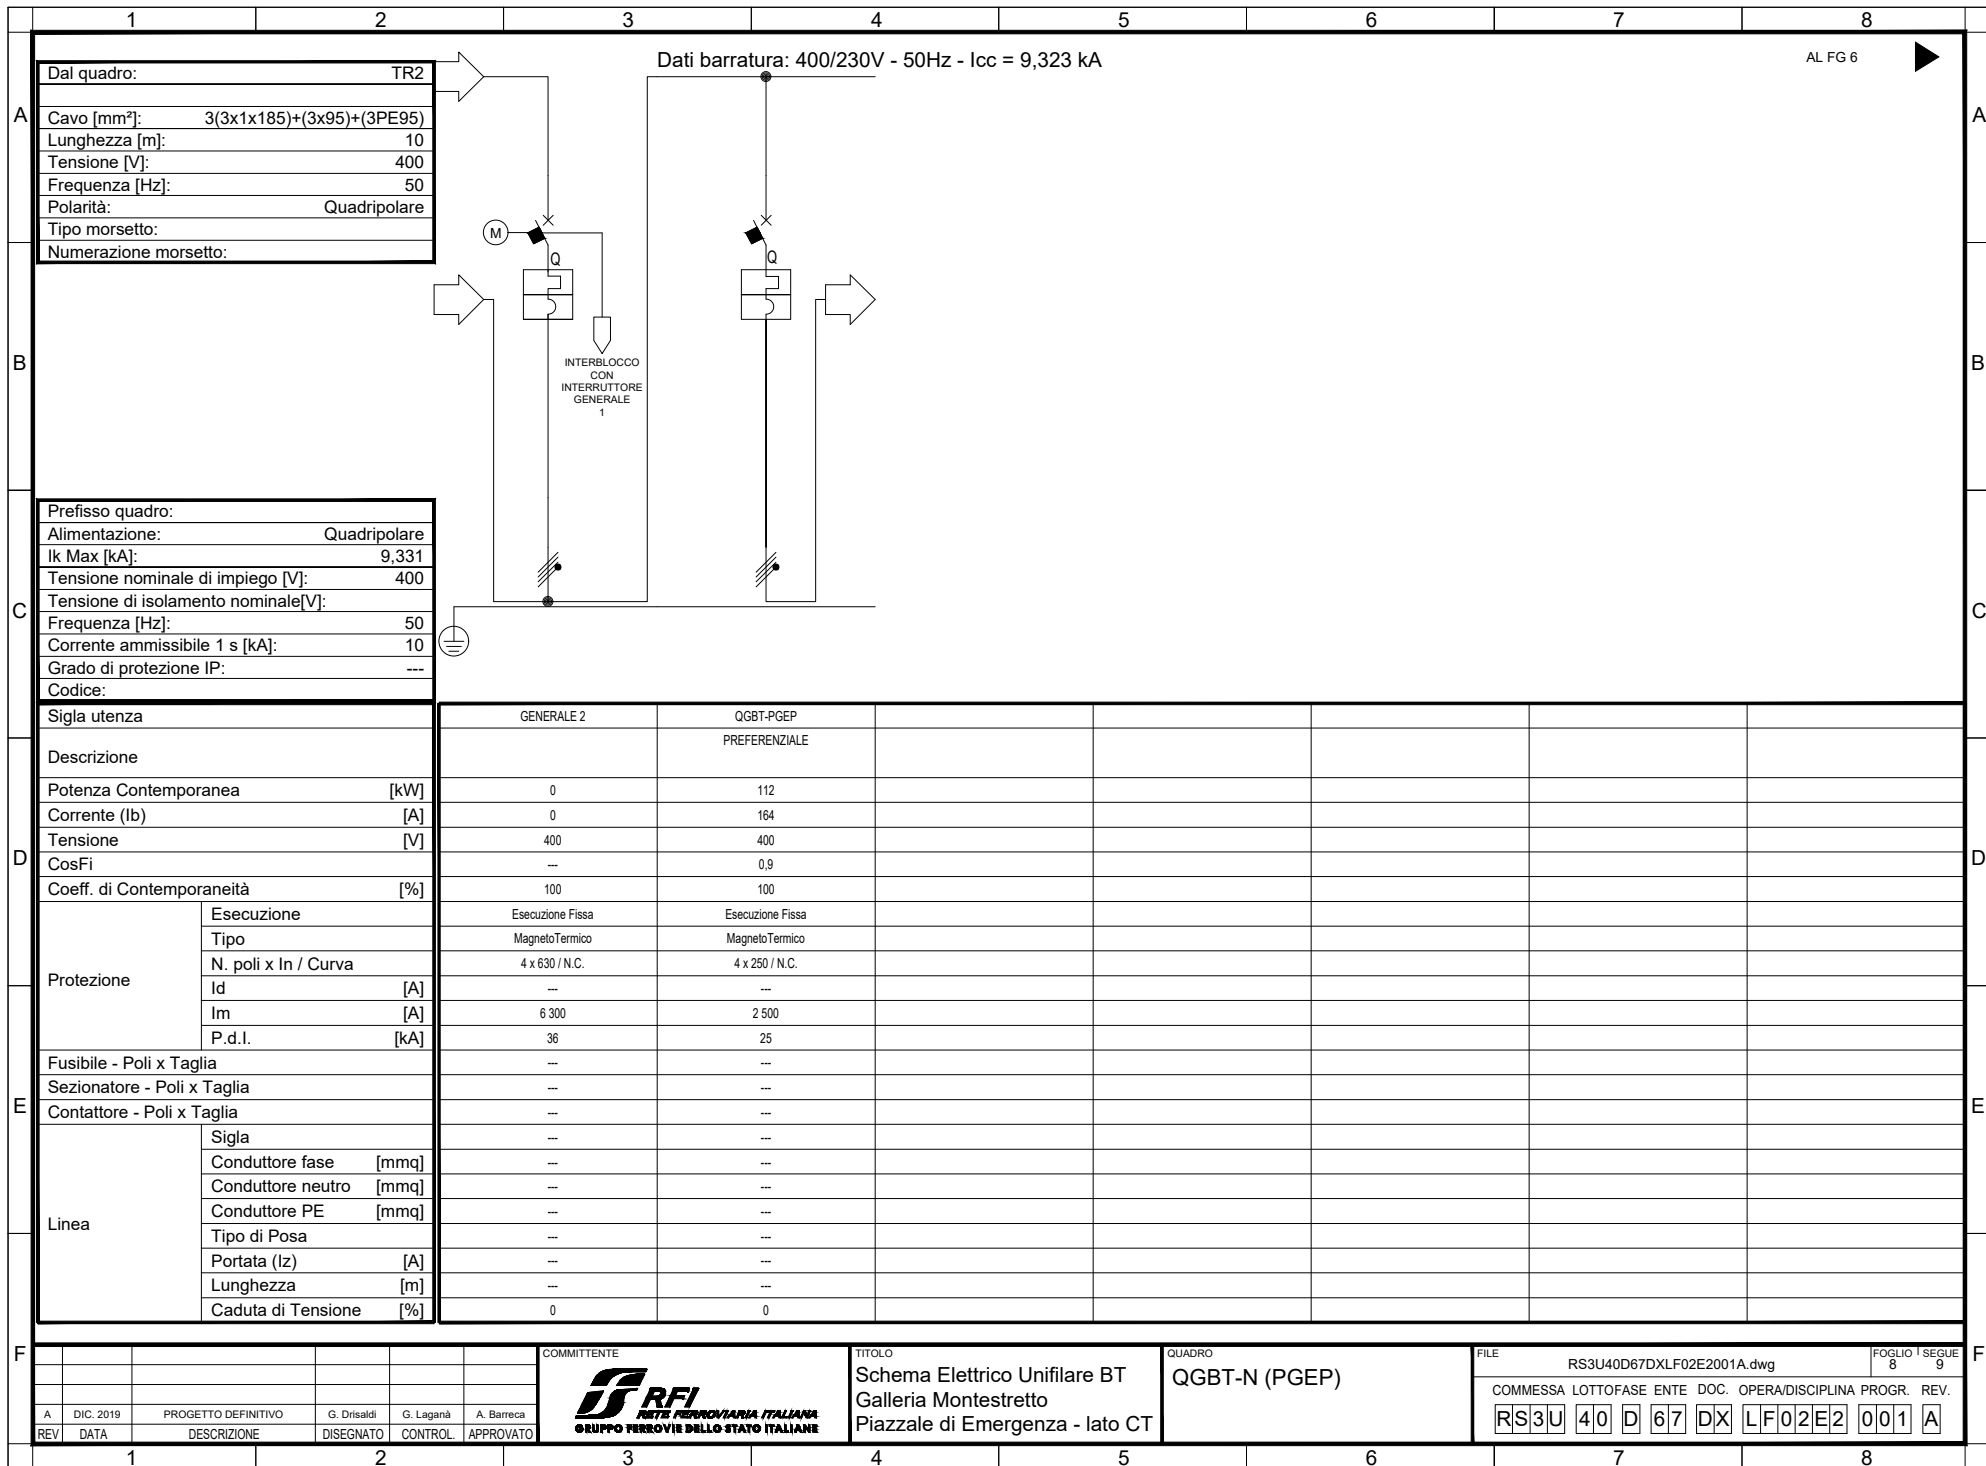 1 2 3 4 5 6 7 8
Dati barratura: 400/230V - 50Hz - Icc = 9,323 kA
AL FG 6
A A
B B
C C
D D
E E
F F
Dal quadro: TR2
Cavo [mm²]: 3(3x1x185)+(3x95)+(3PE95)
Lunghezza [m]: 10
Tensione [V]: 400
Frequenza [Hz]: 50
Polarità: Quadripolare
Tipo morsetto:
Numerazione morsetto:
M
Q
Q
INTERBLOCCO
CON
INTERRUTTORE
GENERALE
1
Prefisso quadro:
Alimentazione: Quadripolare
Ik Max [kA]: 9,331
Tensione nominale di impiego [V]: 400
Tensione di isolamento nominale[V]:
Frequenza [Hz]: 50
Corrente ammissibile 1 s [kA]: 10
Grado di protezione IP: ---
Codice:
Sigla utenza GENERALE 2 QGBT-PGEP
Descrizione PREFERENZIALE
Potenza Contemporanea [kW] 0 112
Corrente (Ib) [A] 0 164
Tensione [V] 400 400
CosFi --- 0,9
Coeff. di Contemporaneità [%] 100 100
Protezione
Esecuzione Esecuzione Fissa Esecuzione Fissa
Tipo MagnetoTermico MagnetoTermico
N. poli x In / Curva 4 x 630 / N.C. 4 x 250 / N.C.
Id [A] --- ---
Im [A] 6 300 2 500
P.d.I. [kA] 36 25
Fusibile - Poli x Taglia --- ---
Sezionatore - Poli x Taglia --- ---
Contattore - Poli x Taglia --- ---
Linea
Sigla --- ---
Conduttore fase [mmq] --- ---
Conduttore neutro [mmq] --- ---
Conduttore PE [mmq] --- ---
Tipo di Posa --- ---
Portata (Iz) [A] --- ---
Lunghezza [m] --- ---
Caduta di Tensione [%] 0 0
A DIC. 2019 PROGETTO DEFINITIVO G. Drisaldi G. Laganà A. Barreca
REV DATA DESCRIZIONE DISEGNATO CONTROL. APPROVATO
COMMITTENTE
RFI
RETE FERROVIARIA ITALIANA
GRUPPO FERROVIE DELLO STATO ITALIANE
TITOLO
Schema Elettrico Unifilare BT
Galleria Montestretto
Piazzale di Emergenza - lato CT
QUADRO
QGBT-N (PGEP)
FILE
RS3U40D67DXLF02E2001A.dwg
FOGLIO SEGUE
8 9
COMMESSA LOTTO FASE ENTE DOC. OPERA/DISCIPLINA PROGR. REV.
RS3U 40 D 67 DX LF02E2 001 A
1 2 3 4 5 6 7 8